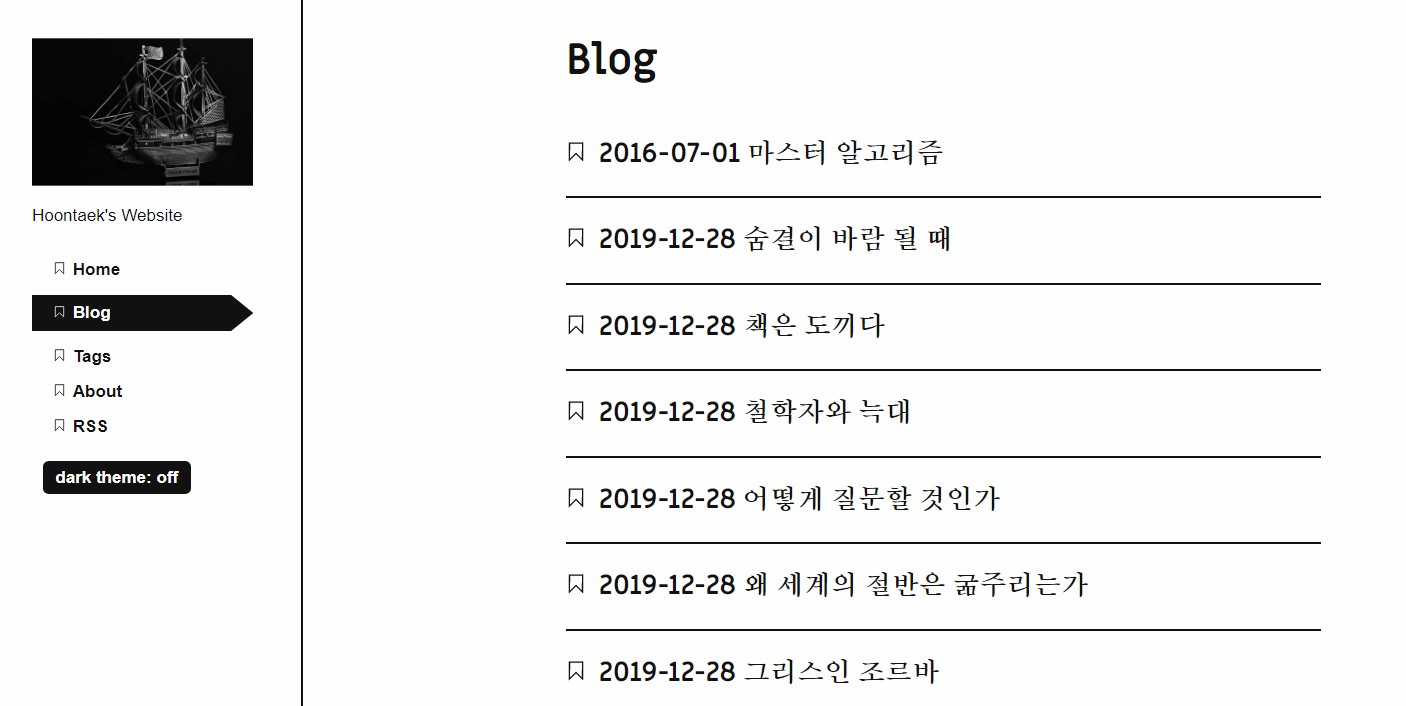 Hoontaek's Website
Home
Blog
Tags
About
RSS
dark theme: off
Blog
2016-07-01 마스터 알고리즘
2019-12-28 숨결이 바람 될 때
2019-12-28 책은 도끼다
2019-12-28 철학자와 늑대
2019-12-28 어떻게 질문할 것인가
2019-12-28 왜 세계의 절반은 굶주리는가
2019-12-28 그리스인 조르바